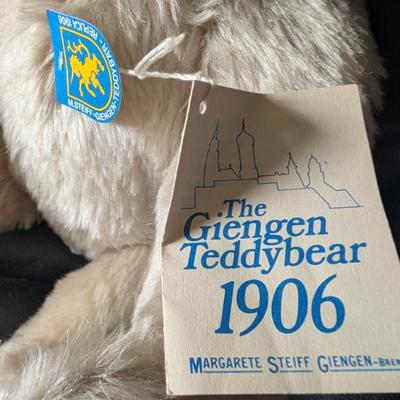 M. STEIFF-GIENGEN-TEDDYBÄR - REPLICA 1906
The
Giengen
Teddybear
1906
MARGARETE STEIFF GIENGEN-BREN